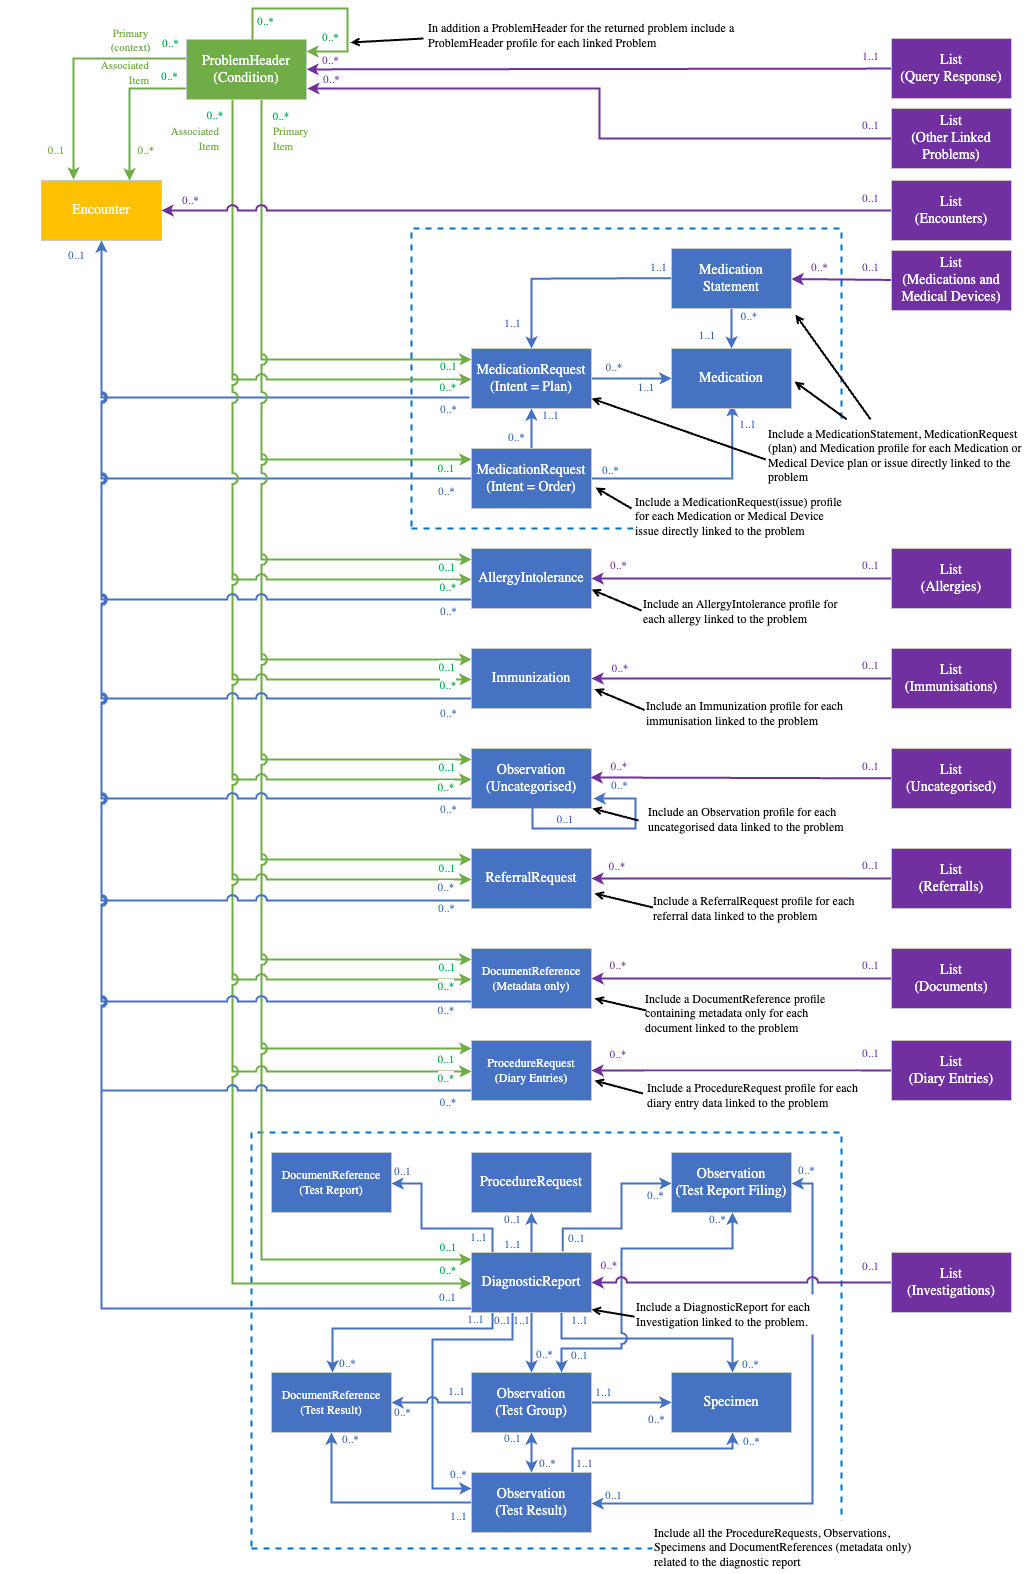 0..*
In addition a ProblemHeader for the returned problem include a
ProblemHeader profile for each linked Problem
Primary
(context)
0..*
0..*
ProblemHeader
(Condition)
Associated
Item
0..*
0..*
0..*
1..1
List
(Query Response)
0..*
Associated
Item
0..*
Primary
Item
0..1
List
(Other Linked
Problems)
0..1
0..*
Encounter
0..*
0..1
List
(Encounters)
0..1
1..1
Medication
Statement
0..*
0..1
List
(Medications and
Medical Devices)
1..1
0..*
1..1
0..1
0..*
0..*
MedicationRequest
(Intent = Plan)
0..*
1..1
Medication
1..1
0..*
1..1
Include a MedicationStatement, MedicationRequest
(plan) and Medication profile for each Medication or
Medical Device plan or issue directly linked to the
problem
0..1
0..*
MedicationRequest
(Intent = Order)
0..*
Include a MedicationRequest(issue) profile
for each Medication or Medical Device
issue directly linked to the problem
0..1
0..*
0..*
AllergyIntolerance
0..*
0..1
List
(Allergies)
Include an AllergyIntolerance profile for
each allergy linked to the problem
0..1
0..*
0..*
Immunization
0..*
0..1
List
(Immunisations)
Include an Immunization profile for each
immunisation linked to the problem
0..1
0..*
0..*
Observation
(Uncategorised)
0..*
0..*
0..1
0..1
List
(Uncategorised)
Include an Observation profile for each
uncategorised data linked to the problem
0..1
0..*
0..*
ReferralRequest
0..*
0..1
List
(Referralls)
Include a ReferralRequest profile for each
referral data linked to the problem
0..1
0..*
0..*
DocumentReference
(Metadata only)
0..*
0..1
List
(Documents)
Include a DocumentReference profile
containing metadata only for each
document linked to the problem
0..1
0..*
0..*
ProcedureRequest
(Diary Entries)
0..*
0..1
List
(Diary Entries)
Include a ProcedureRequest profile for each
diary entry data linked to the problem
DocumentReference
(Test Report)
0..1
ProcedureRequest
0..1
Observation
(Test Report Filing)
0..*
0..*
0..*
1..1
1..1
0..1
0..1
0..*
0..1
DiagnosticReport
0..*
0..1
List
(Investigations)
Include a DiagnosticReport for each
Investigation linked to the problem.
1..1
0..1
1..1
1..1
0..*
0..*
0..1
0..*
DocumentReference
(Test Result)
0..*
1..1
Observation
(Test Group)
1..1
0..*
Specimen
0..*
0..1
0..*
1..1
0..*
0..*
1..1
Observation
(Test Result)
0..1
Include all the ProcedureRequests, Observations,
Specimens and DocumentReferences (metadata only)
related to the diagnostic report